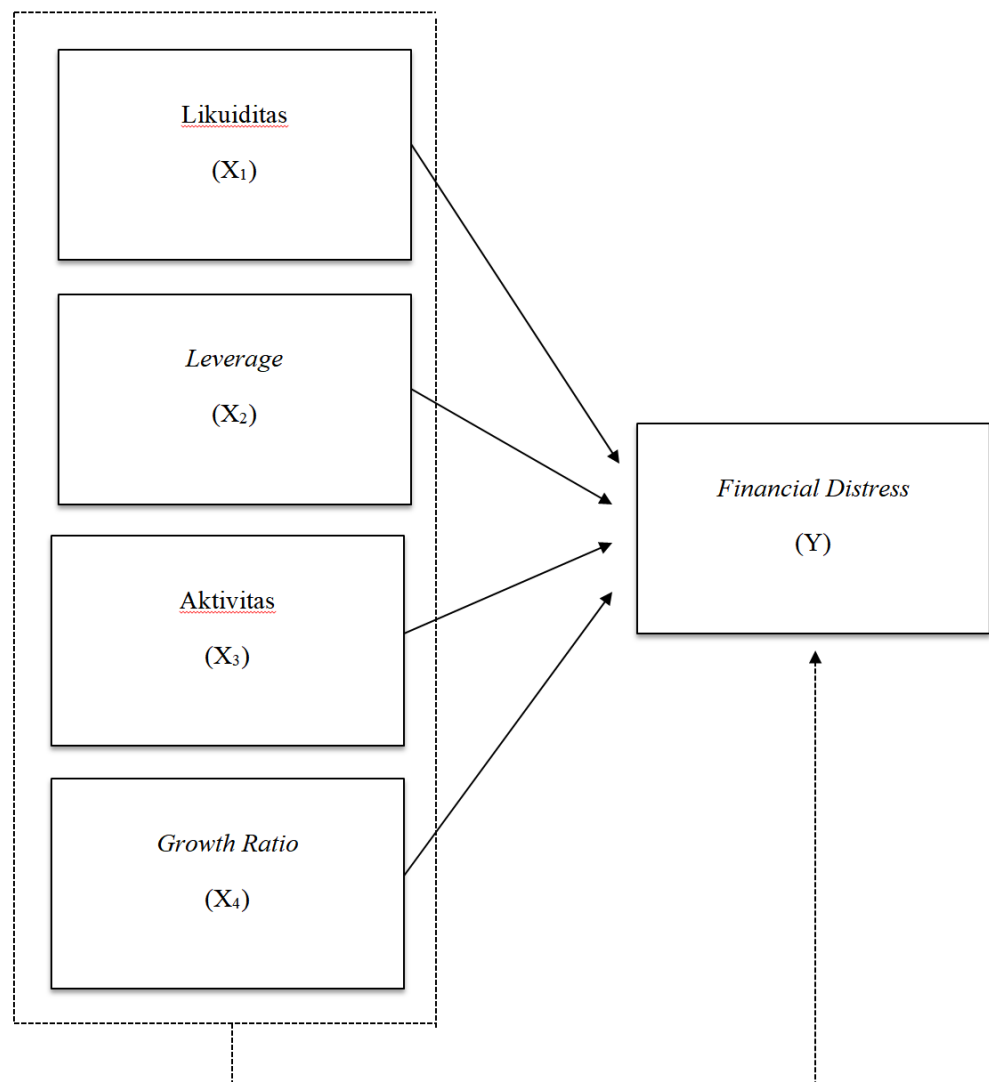 Likuiditas
(X₁)
Leverage
(X₂)
Aktivitas
(X₃)
Growth Ratio
(X₄)
Financial Distress
(Y)